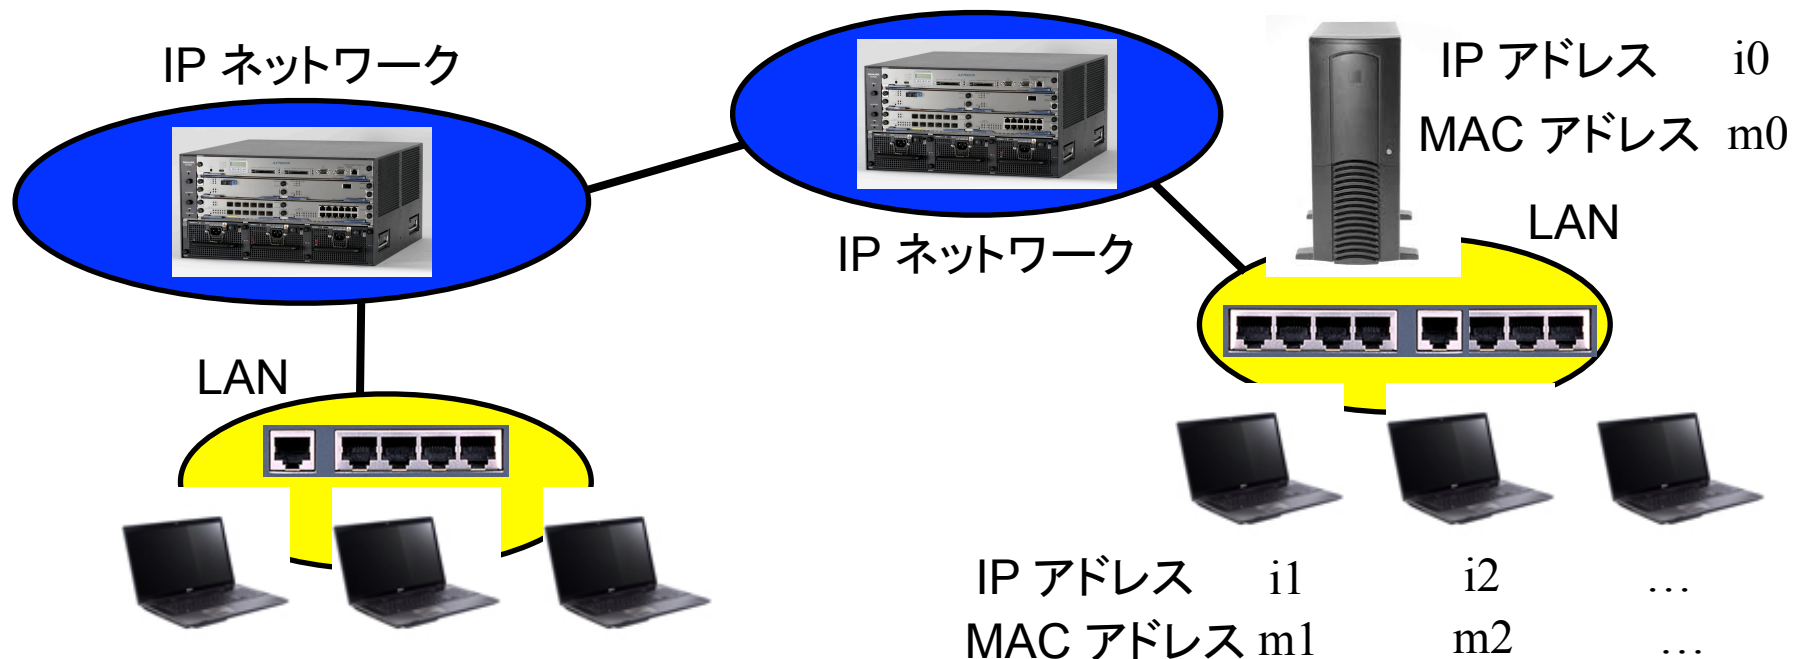 IP ネットワーク
IP アドレス i0
MAC アドレス m0
LAN
IP ネットワーク
LAN
IP アドレス i1 i2 ...
MAC アドレス m1 m2 ...